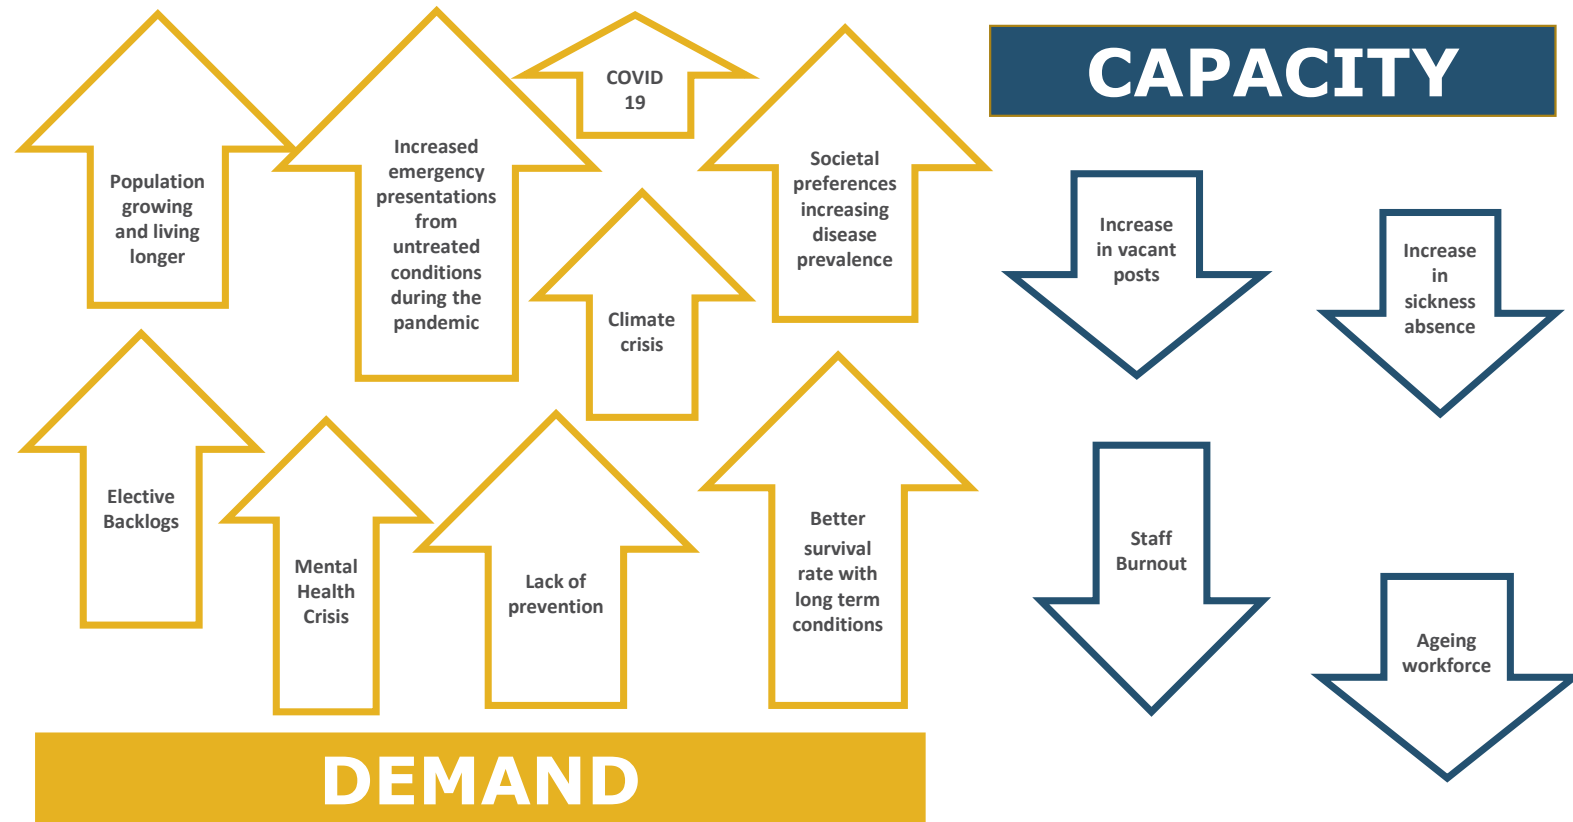 COVID
19
CAPACITY
Population
growing
and living
longer
Increased
emergency
presentations
from
untreated
conditions
during the
pandemic
Societal
preferences
increasing
disease
prevalence
Increase
in vacant
posts
Increase
in
sickness
absence
Climate
crisis
Elective
Backlogs
Mental
Health
Crisis
Lack of
prevention
Better
survival
rate with
long term
conditions
Staff
Burnout
Ageing
workforce
DEMAND